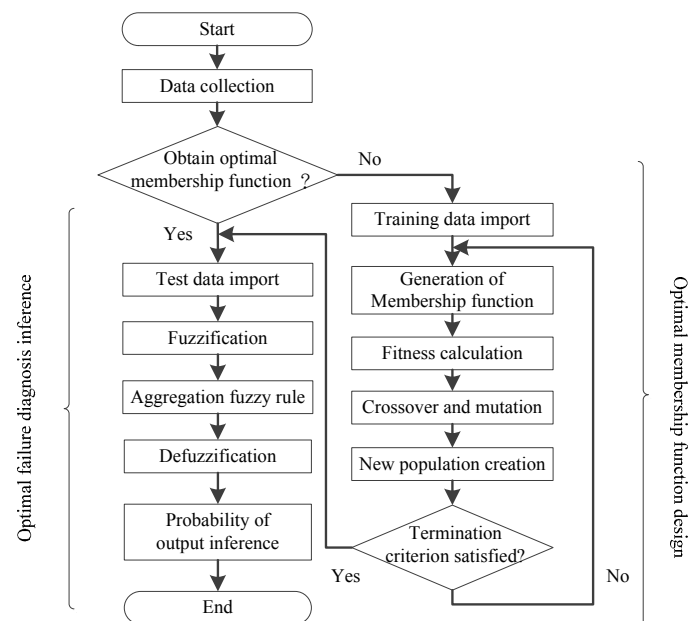 Start
Data collection
Obtain optimal
membership function ?
No
Yes
Training data import
Test data import
Generation of
Membership function
Fuzzification
Fitness calculation
Aggregation fuzzy rule
Crossover and mutation
Defuzzification
New population creation
Probability of
output inference
Termination
criterion satisfied?
Yes
No
End
Optimal failure diagnosis inference
Optimal membership function design